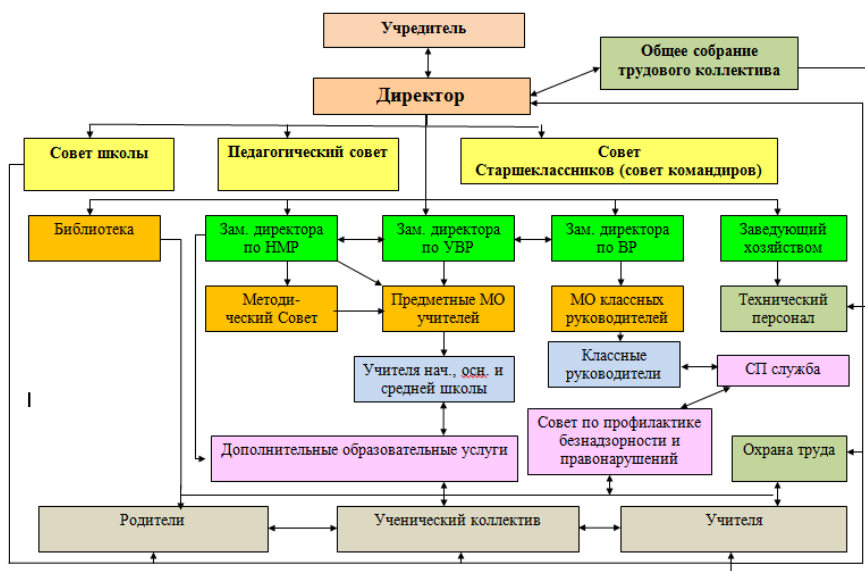 Учредитель
Общее собрание
трудового коллектива
Директор
Совет школы
Педагогический совет
Совет
Старшеклассников (совет командиров)
Библиотека
Зам. директора
по НМР
Зам. директора
по УВР
Зам. директора
по ВР
Заведующий
хозяйством
Методи-
ческий Совет
Предметные МО
учителей
МО классных
руководителей
Технический
персонал
Учителя нач., осн. и
средней школы
Классные
руководители
СП служба
Дополнительные образовательные услуги
Совет по профилактике
безнадзорности и
правонарушений
Охрана труда
Родители
Ученический коллектив
Учителя